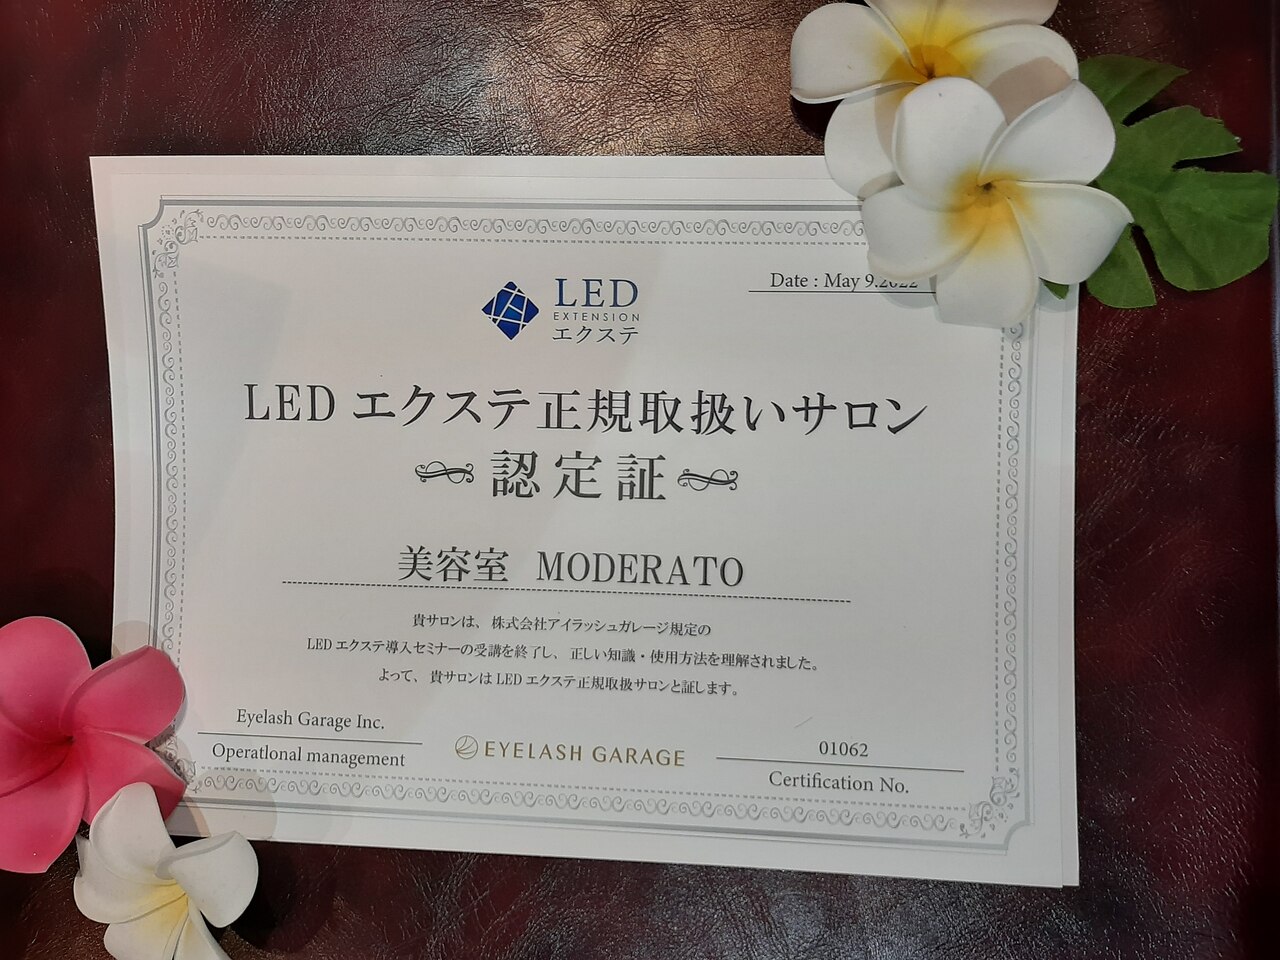 LED
EXTENSION
エクステ
Date : May 9.2022
LED エクステ正規取扱いサロン
認定証
美容室 MODERATO
貴サロンは、株式会社アイラッシュガレージ規定の
LED エクステ導入セミナーの受講を終了し、正しい知識・使用方法を理解されました。
よって、貴サロンは LED エクステ正規取扱サロンと証します。
Eyelash Garage Inc.
Operatlonal management
EYELASH GARAGE
01062
Certification No.